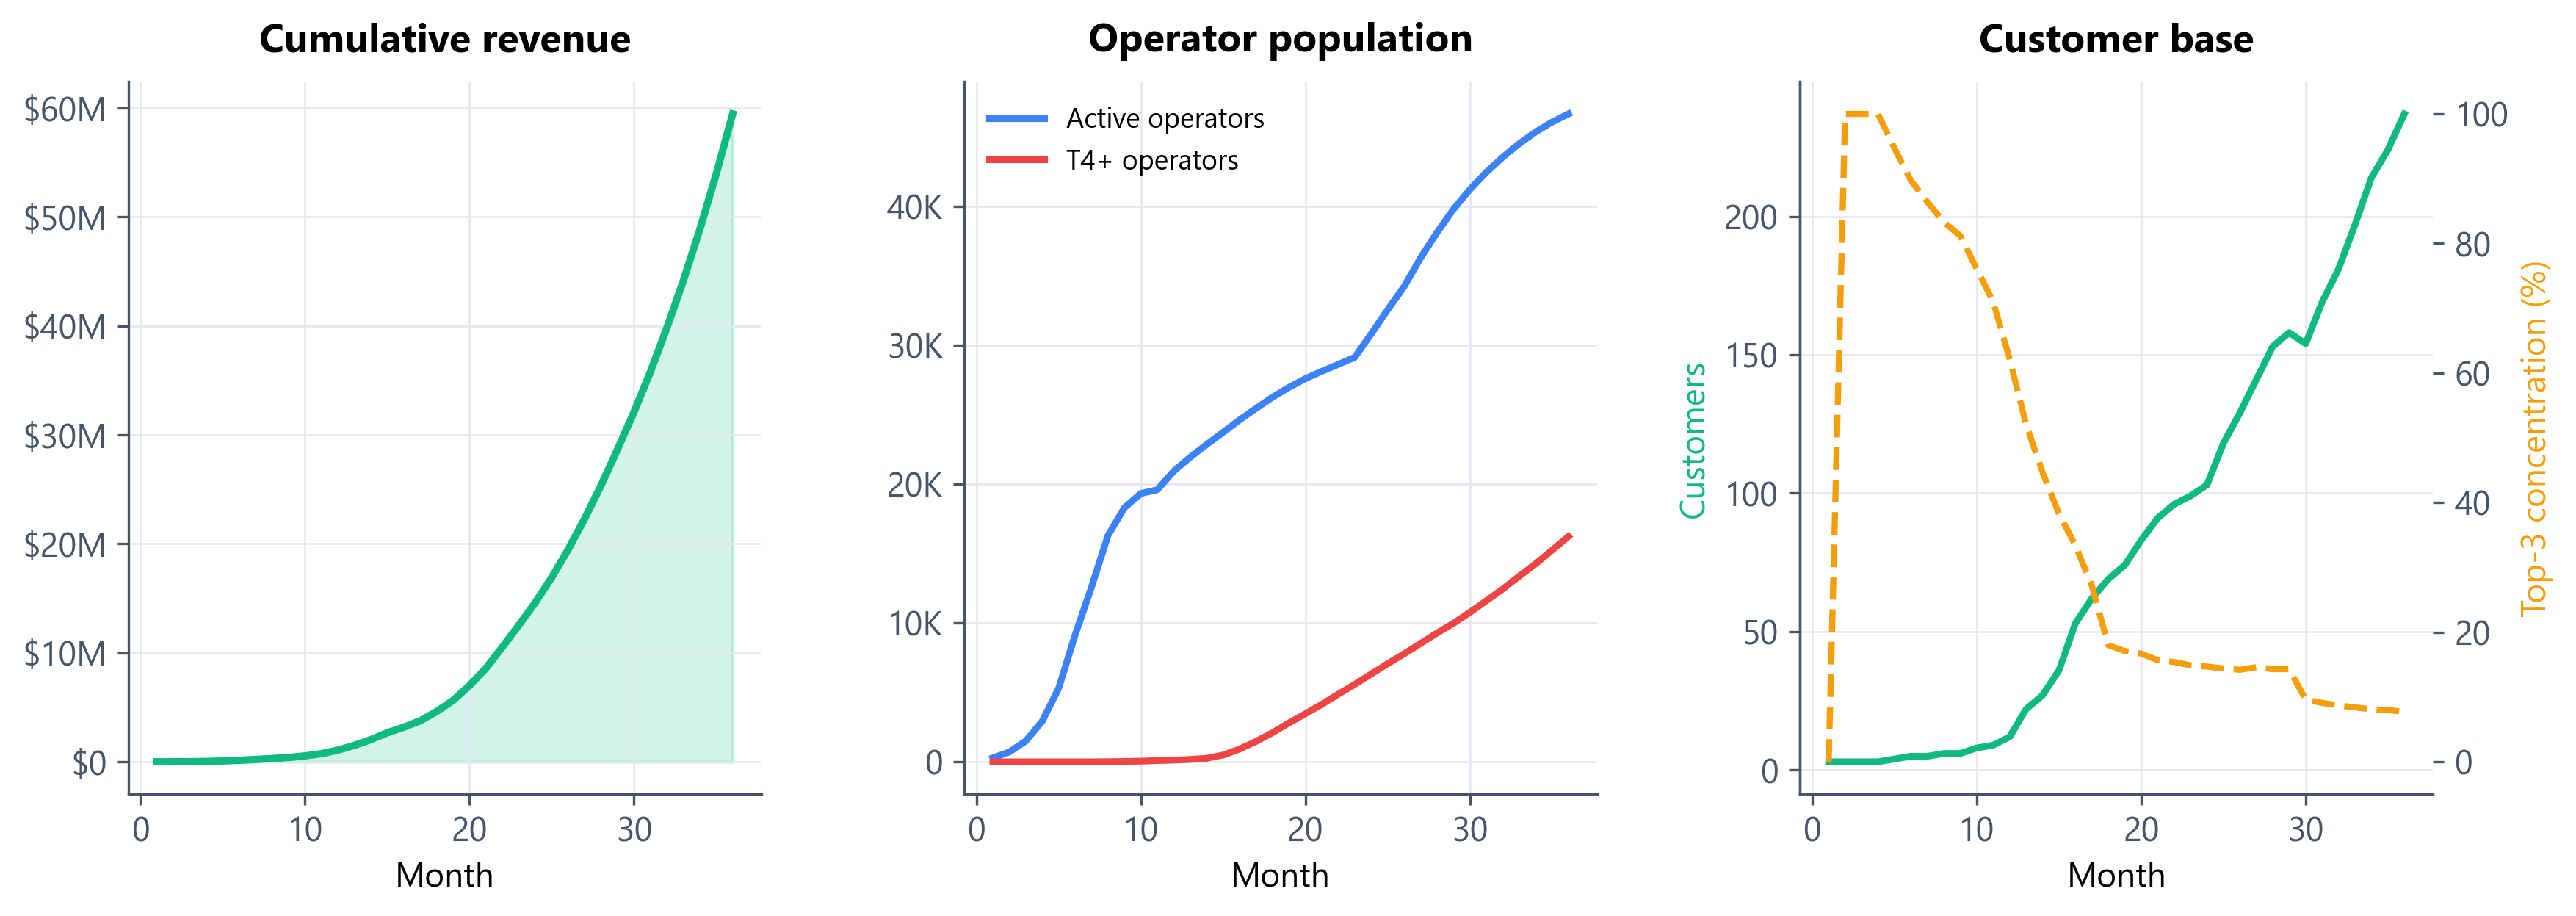 Cumulative revenue
$60M
$50M
$40M
$30M
$20M
$10M
$0
0 10 20 30
Month
Operator population
Active operators
T4+ operators
40K
30K
20K
10K
0
0 10 20 30
Month
Customer base
Customers
200
150
100
50
0
0 10 20 30
Month
100
80
60
40
20
0
Top-3 concentration (%)